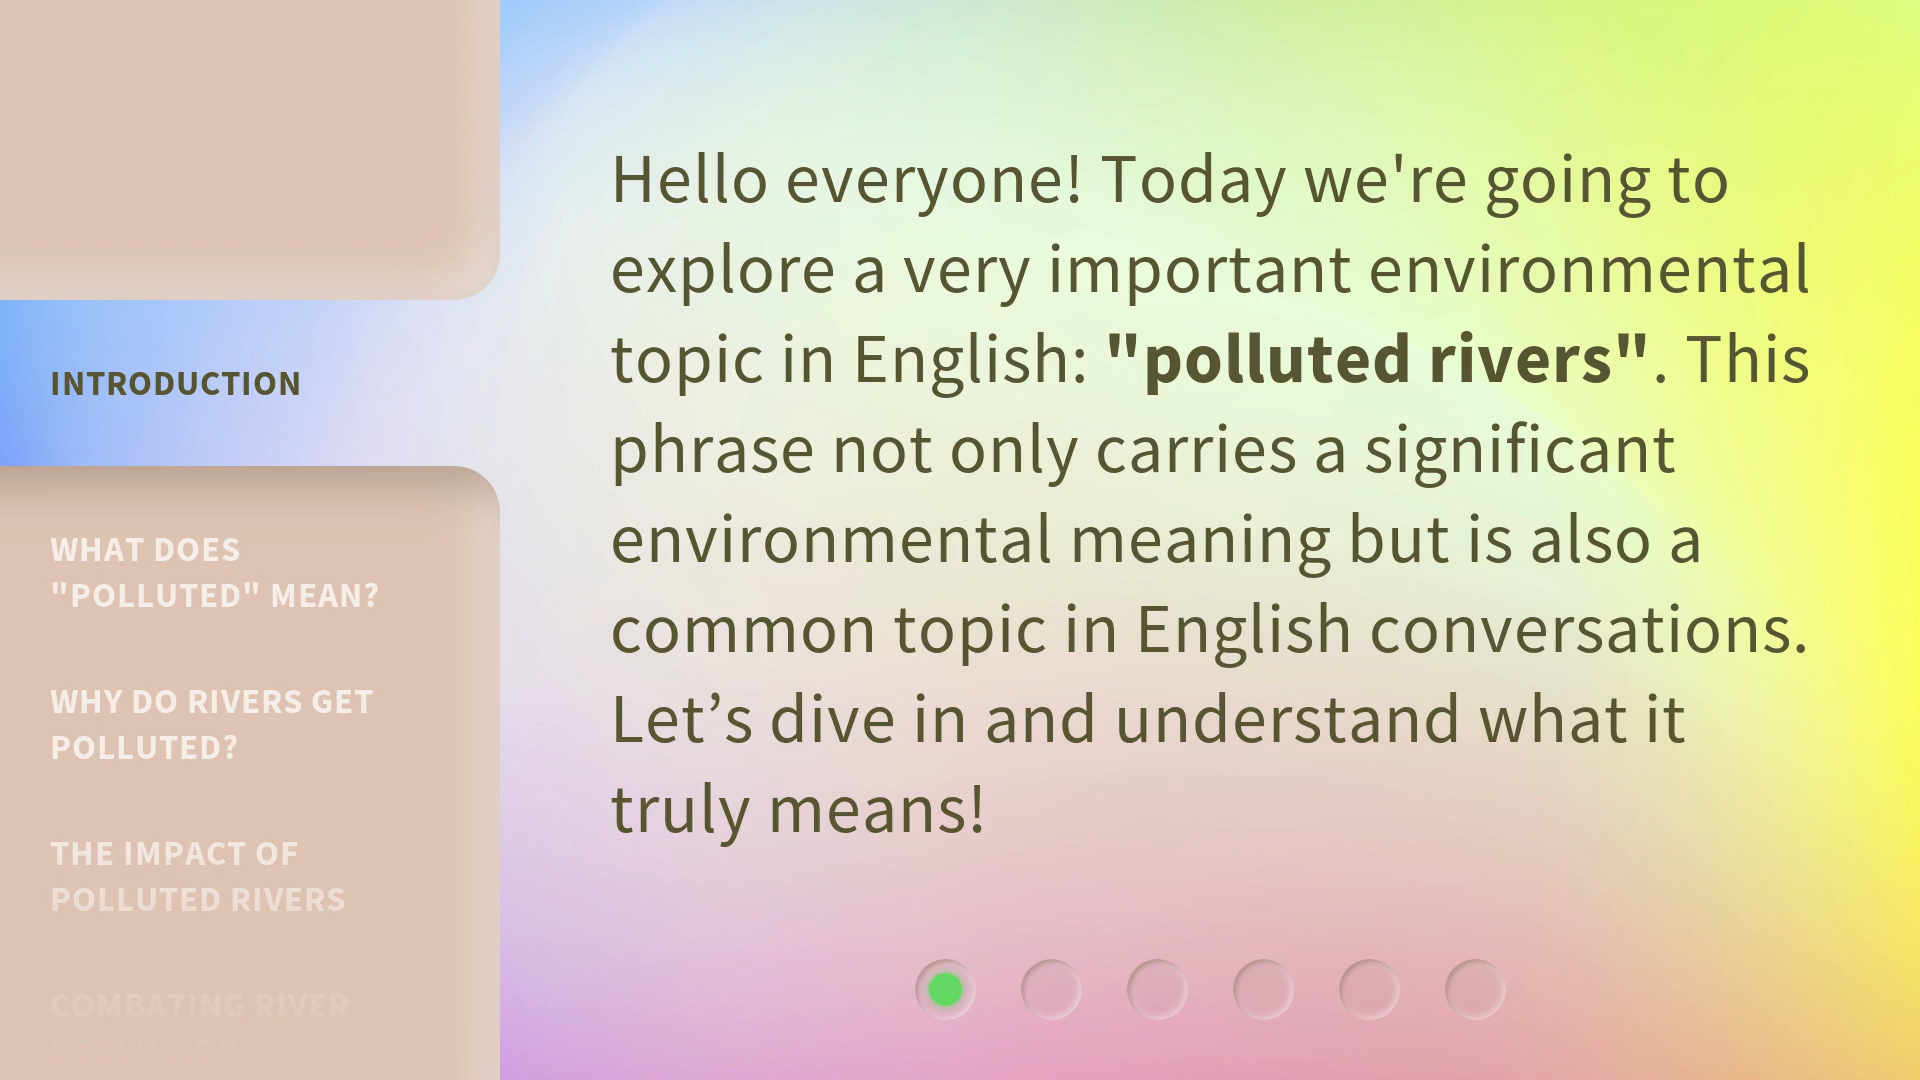 INTRODUCTION
WHAT DOES
"POLLUTED" MEAN?
WHY DO RIVERS GET
POLLUTED?
THE IMPACT OF
POLLUTED RIVERS
COMBATING RIVER
POLLUTION
Hello everyone! Today we're going to
explore a very important environmental
topic in English: "polluted rivers". This
phrase not only carries a significant
environmental meaning but is also a
common topic in English conversations.
Let’s dive in and understand what it
truly means!